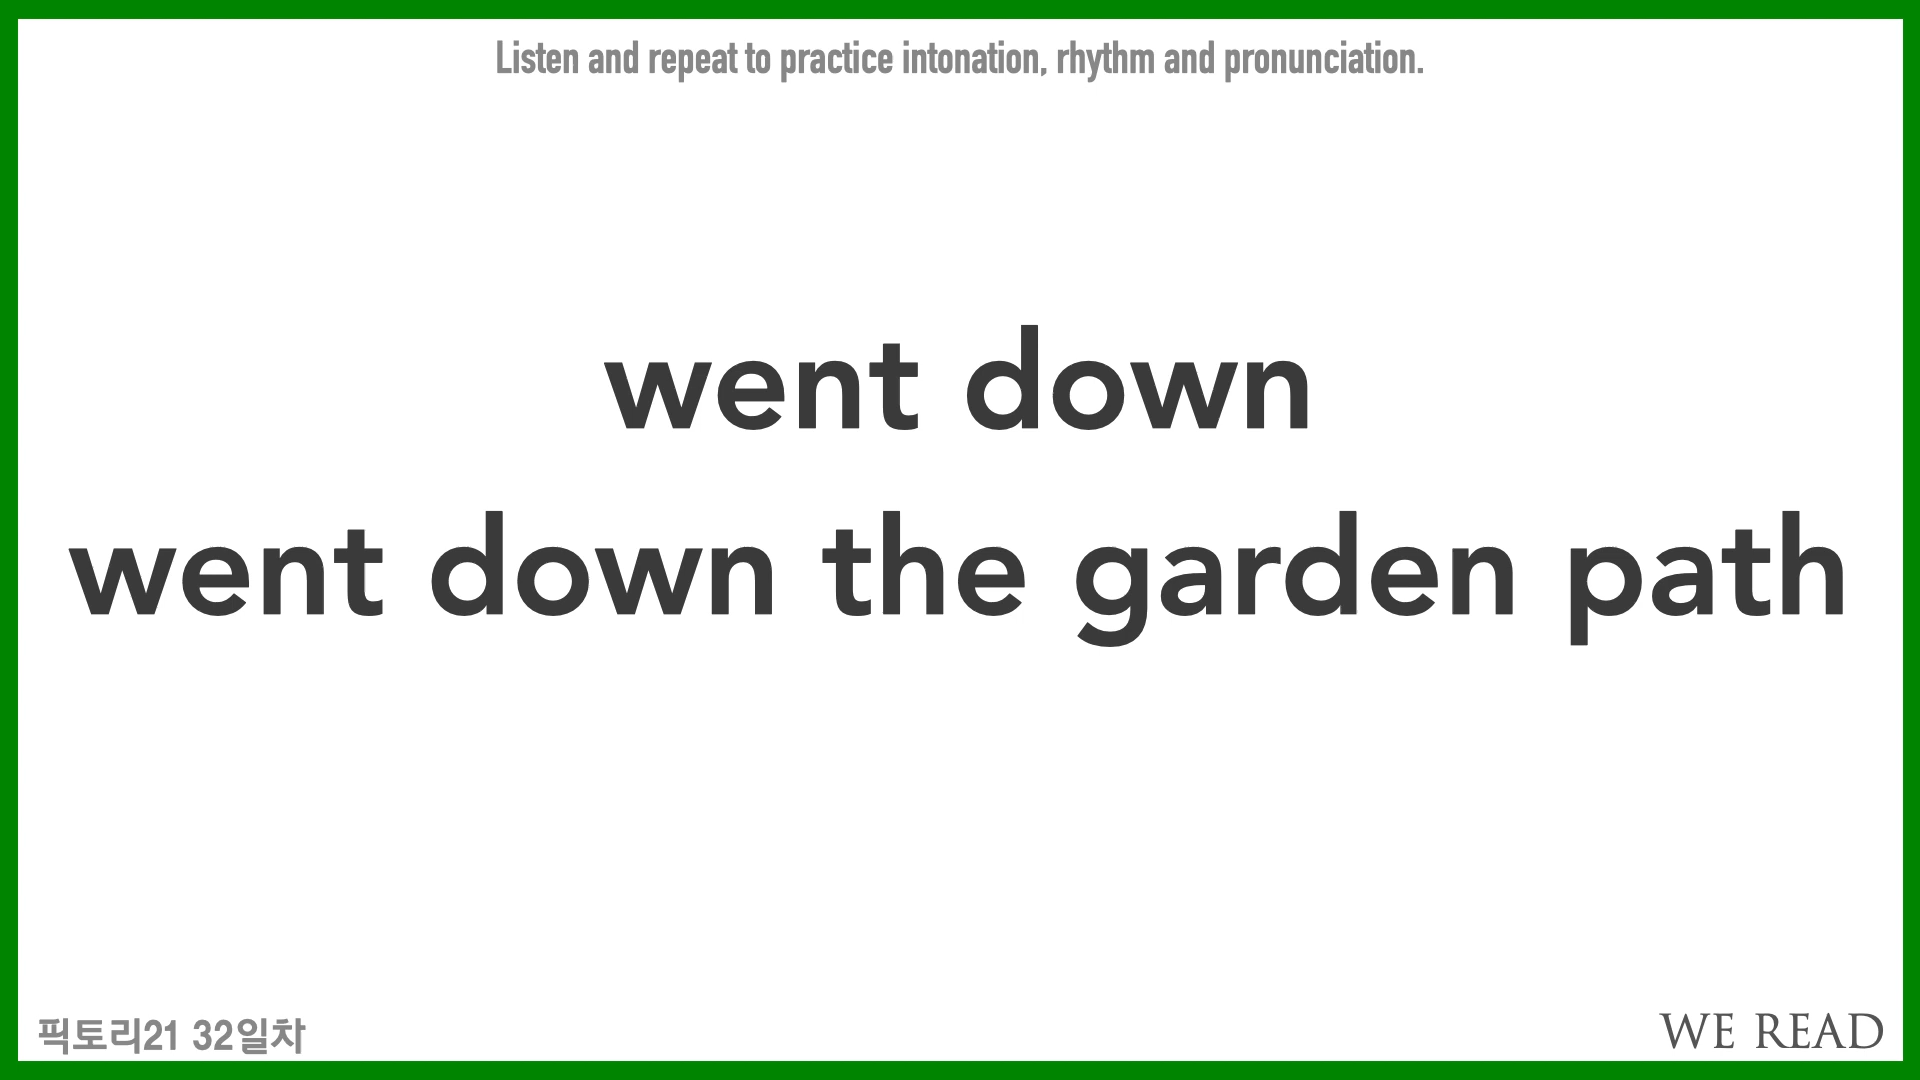 Listen and repeat to practice intonation, rhythm and pronunciation.
went down
went down the garden path
픽토리21 32일차
WE READ